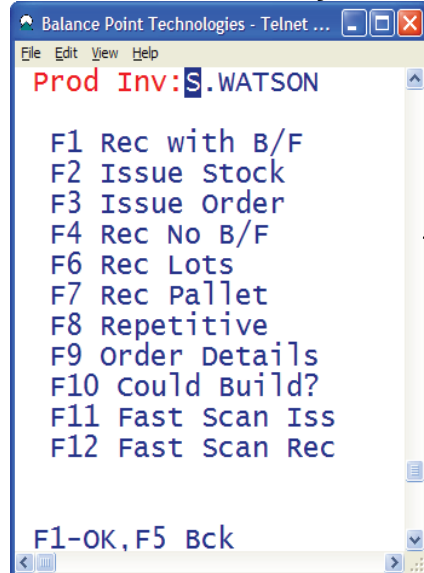 Balance Point Technologies - Telnet ...
File Edit View Help
Prod Inv:S.WATSON
F1 Rec with B/F
F2 Issue Stock
F3 Issue Order
F4 Rec No B/F
F6 Rec Lots
F7 Rec Pallet
F8 Repetitive
F9 Order Details
F10 Could Build?
F11 Fast Scan Iss
F12 Fast Scan Rec
F1-OK,F5 Bck